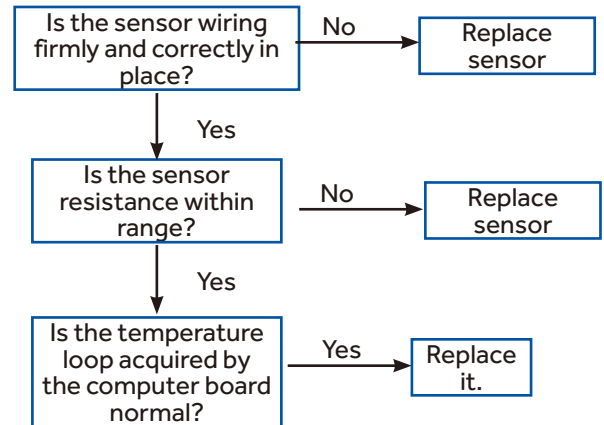 Is the sensor wiring
firmly and correctly in
place?
No
Replace
sensor
Yes
Is the sensor
resistance within
range?
No
Replace
sensor
Yes
Is the temperature
loop acquired by
the computer board
normal?
Yes
Replace
it.